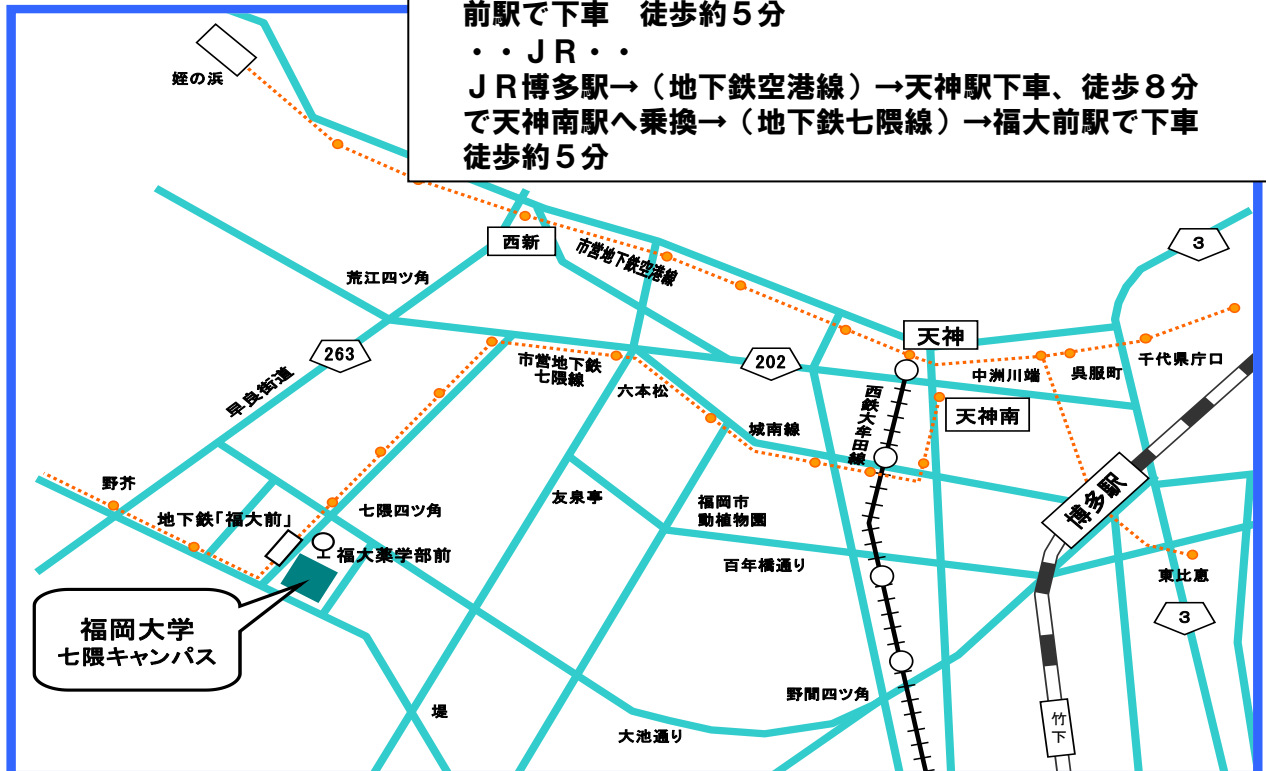 前駅で下車　徒歩約５分
・・ＪＲ・・
ＪＲ博多駅→（地下鉄空港線）→天神駅下車、徒歩８分
で天神南駅へ乗換→（地下鉄七隈線）→福大前駅で下車
徒歩約５分
姪の浜
西新
市営地下鉄空港線
3
荒江四ツ角
263
早良街道
市営地下鉄
七隈線
六本松
202
天神
中洲川端
呉服町
千代県庁口
西鉄大牟田線
天神南
城南線
野芥
地下鉄「福大前」
七隈四ツ角
友泉亭
福岡市
動植物園
博多駅
福大薬学部前
百年橋通り
東比恵
福岡大学
七隈キャンパス
3
野間四ツ角
堤
大池通り
竹下